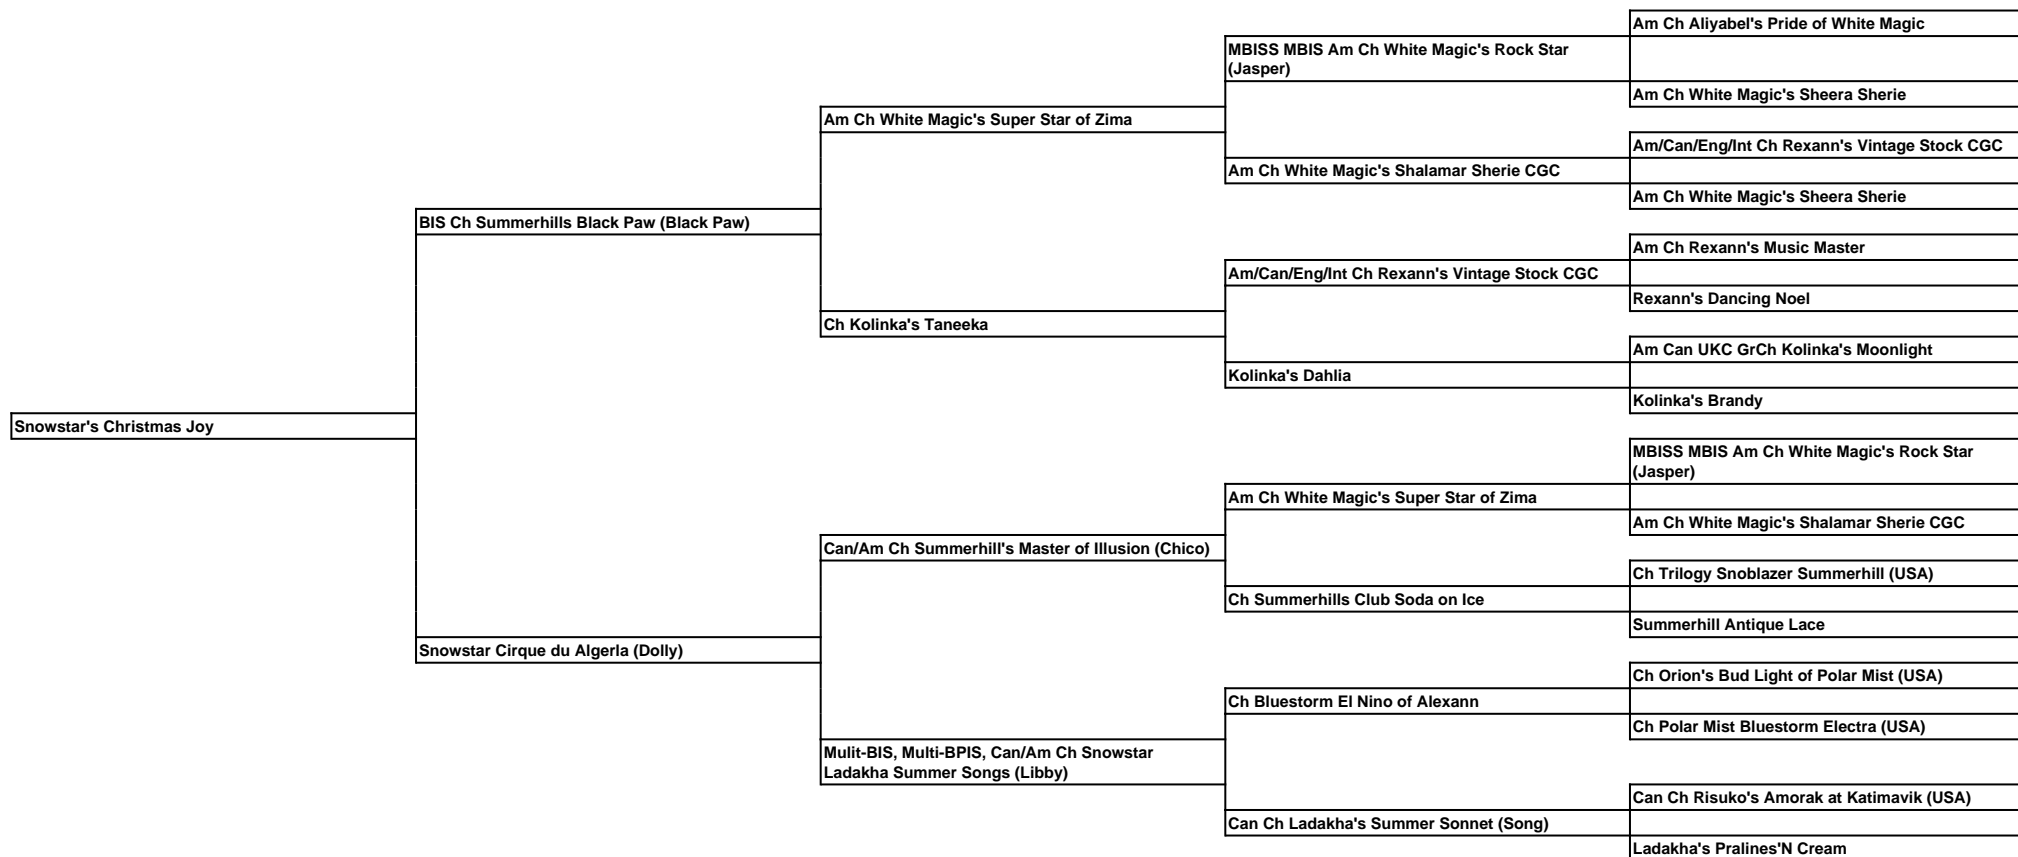 Am Ch Aliyabel's Pride of White Magic
MBISS MBIS Am Ch White Magic's Rock Star
(Jasper)
Am Ch White Magic's Sheera Sherie
Am Ch White Magic's Super Star of Zima
Am/Can/Eng/Int Ch Rexann's Vintage Stock CGC
Am Ch White Magic's Shalamar Sherie CGC
Am Ch White Magic's Sheera Sherie
BIS Ch Summerhills Black Paw (Black Paw)
Am Ch Rexann's Music Master
Am/Can/Eng/Int Ch Rexann's Vintage Stock CGC
Rexann's Dancing Noel
Ch Kolinka's Taneeka
Am Can UKC GrCh Kolinka's Moonlight
Kolinka's Dahlia
Kolinka's Brandy
Snowstar's Christmas Joy
MBISS MBIS Am Ch White Magic's Rock Star
(Jasper)
Am Ch White Magic's Super Star of Zima
Am Ch White Magic's Shalamar Sherie CGC
Can/Am Ch Summerhill's Master of Illusion (Chico)
Ch Trilogy Snoblazer Summerhill (USA)
Ch Summerhills Club Soda on Ice
Summerhill Antique Lace
Snowstar Cirque du Algerla (Dolly)
Ch Orion's Bud Light of Polar Mist (USA)
Ch Bluestorm El Nino of Alexann
Ch Polar Mist Bluestorm Electra (USA)
Mulit-BIS, Multi-BPIS, Can/Am Ch Snowstar
Ladakha Summer Songs (Libby)
Can Ch Risuko's Amorak at Katimavik (USA)
Can Ch Ladakha's Summer Sonnet (Song)
Ladakha's Pralines'N Cream